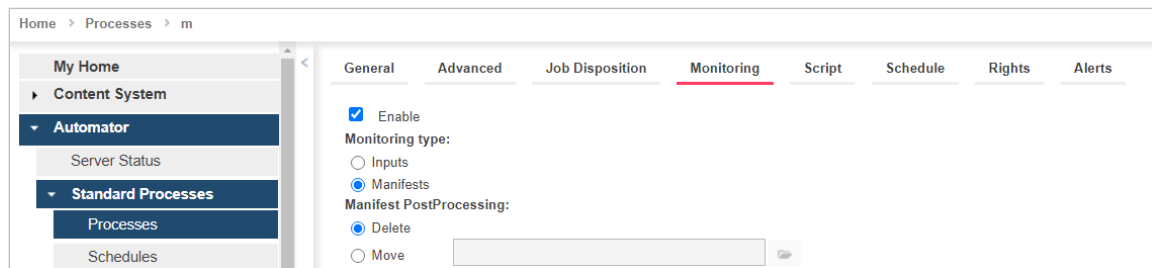 Home > Processes > m
My Home
Content System
Automator
Server Status
Standard Processes
Processes
Schedules
General Advanced Job Disposition Monitoring Script Schedule Rights Alerts
Enable
Monitoring type:
Inputs
Manifests
Manifest PostProcessing:
Delete
Move